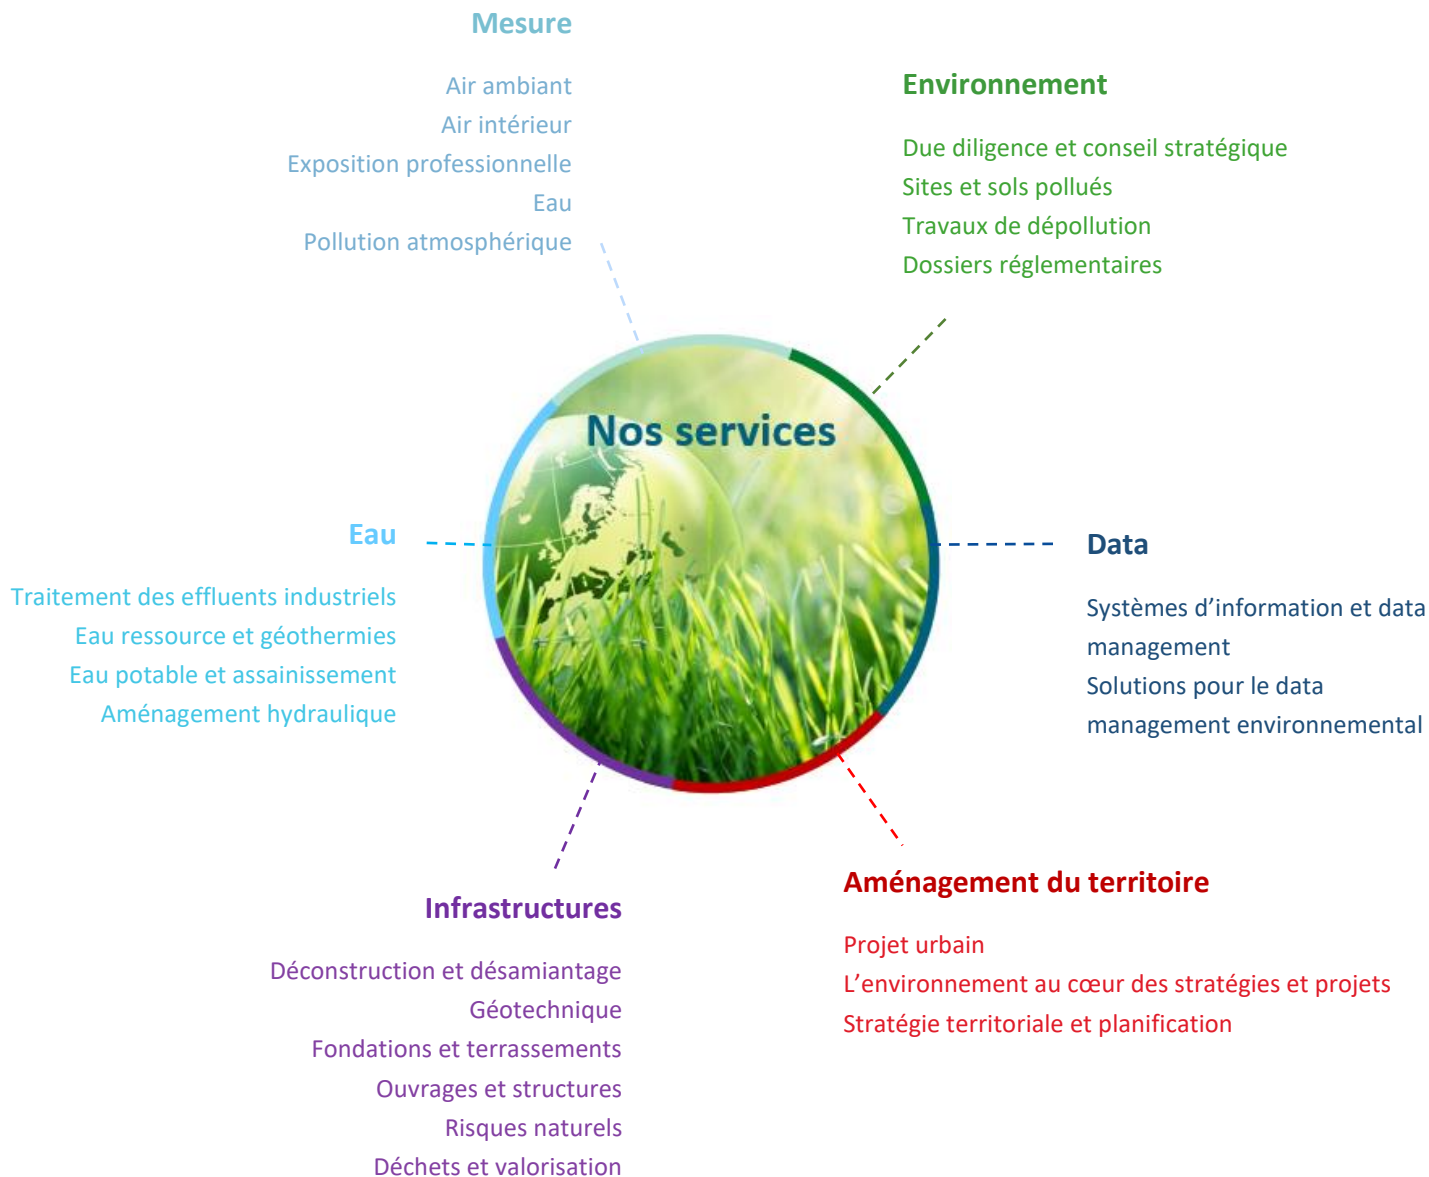 Mesure
Air ambiant
Air intérieur
Exposition professionnelle
Eau
Pollution atmosphérique
Environnement
Due diligence et conseil stratégique
Sites et sols pollués
Travaux de dépollution
Dossiers réglementaires
Nos services
Eau
Traitement des effluents industriels
Eau ressource et géothermies
Eau potable et assainissement
Aménagement hydraulique
Data
Systèmes d’information et data
management
Solutions pour le data
management environnemental
Infrastructures
Déconstruction et désamiantage
Géotechnique
Fondations et terrassements
Ouvrages et structures
Risques naturels
Déchets et valorisation
Aménagement du territoire
Projet urbain
L’environnement au cœur des stratégies et projets
Stratégie territoriale et planification